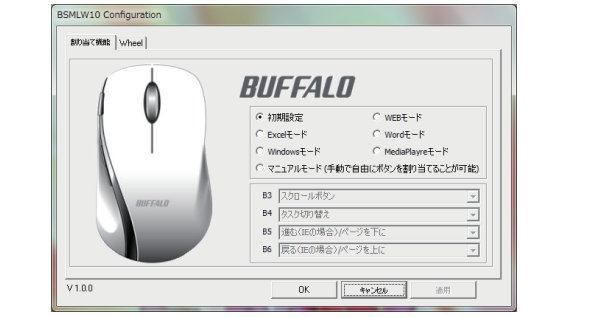 BSMLW10 Configuration
割り当て機能 Wheel
BUFFALO
初期設定 WEBモード
Excelモード Wordモード
Windowsモード MediaPlayreモード
マニュアルモード (手動で自由にボタンを割り当てることが可能)
BUFFALO
B3 スクロールボタン
B4 タスク切り替え
B5 進む(IEの場合)/ページを下に
B6 戻る(IEの場合)/ページを上に
V 1.0.0 OK キャンセル 適用